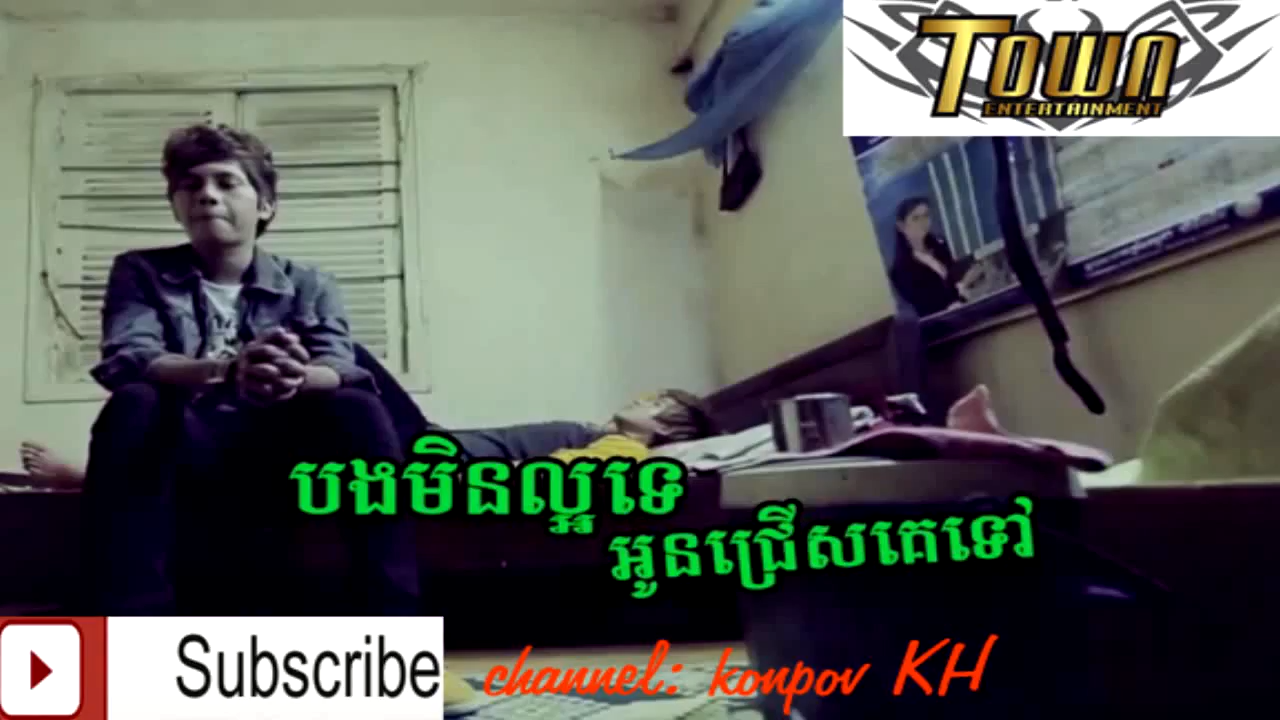 TOWN
ENTERTAINMENT
បងមិនល្អទេ
អូនជ្រើសគេទៅ
Subscribe
channel: konpov KH